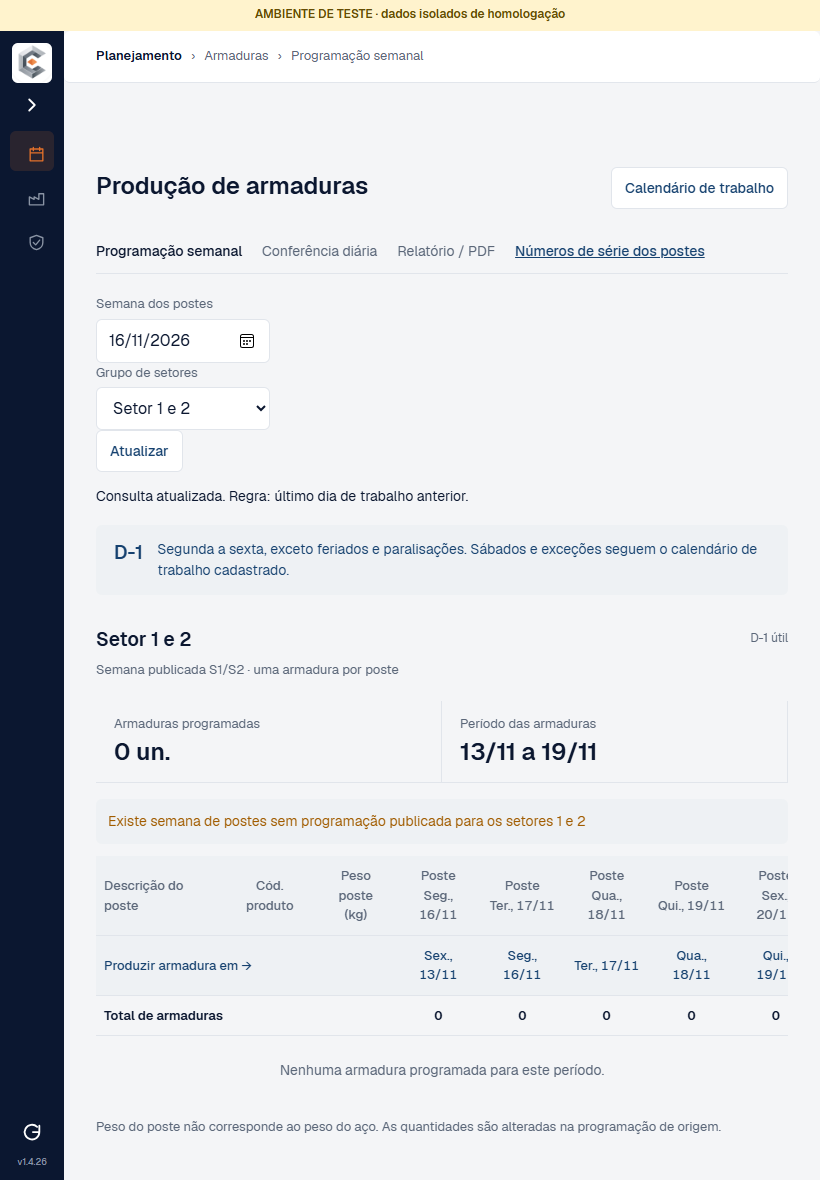 AMBIENTE DE TESTE · dados isolados de homologação
Planejamento › Armaduras › Programação semanal
Produção de armaduras
Calendário de trabalho
Programação semanal Conferência diária Relatório / PDF Números de série dos postes
Semana dos postes
16/11/2026
Grupo de setores
Setor 1 e 2
Atualizar
Consulta atualizada. Regra: último dia de trabalho anterior.
D-1 Segunda a sexta, exceto feriados e paralisações. Sábados e exceções seguem o calendário de
trabalho cadastrado.
Setor 1 e 2
D-1 útil
Semana publicada S1/S2 · uma armadura por poste
Armaduras programadas
0 un.
Período das armaduras
13/11 a 19/11
Existe semana de postes sem programação publicada para os setores 1 e 2
Descrição do
poste
Cód.
produto
Peso
poste
(kg)
Poste
Seg.,
16/11
Poste
Ter., 17/11
Poste
Qua.,
18/11
Poste
Qui., 19/11
Poste
Sex.
20/1
Produzir armadura em →
Sex.,
13/11
Seg.,
16/11
Ter., 17/11
Qua.,
18/11
Qui.,
19/1
Total de armaduras 0 0 0 0 0
Nenhuma armadura programada para este período.
Peso do poste não corresponde ao peso do aço. As quantidades são alteradas na programação de origem.
v1.4.26